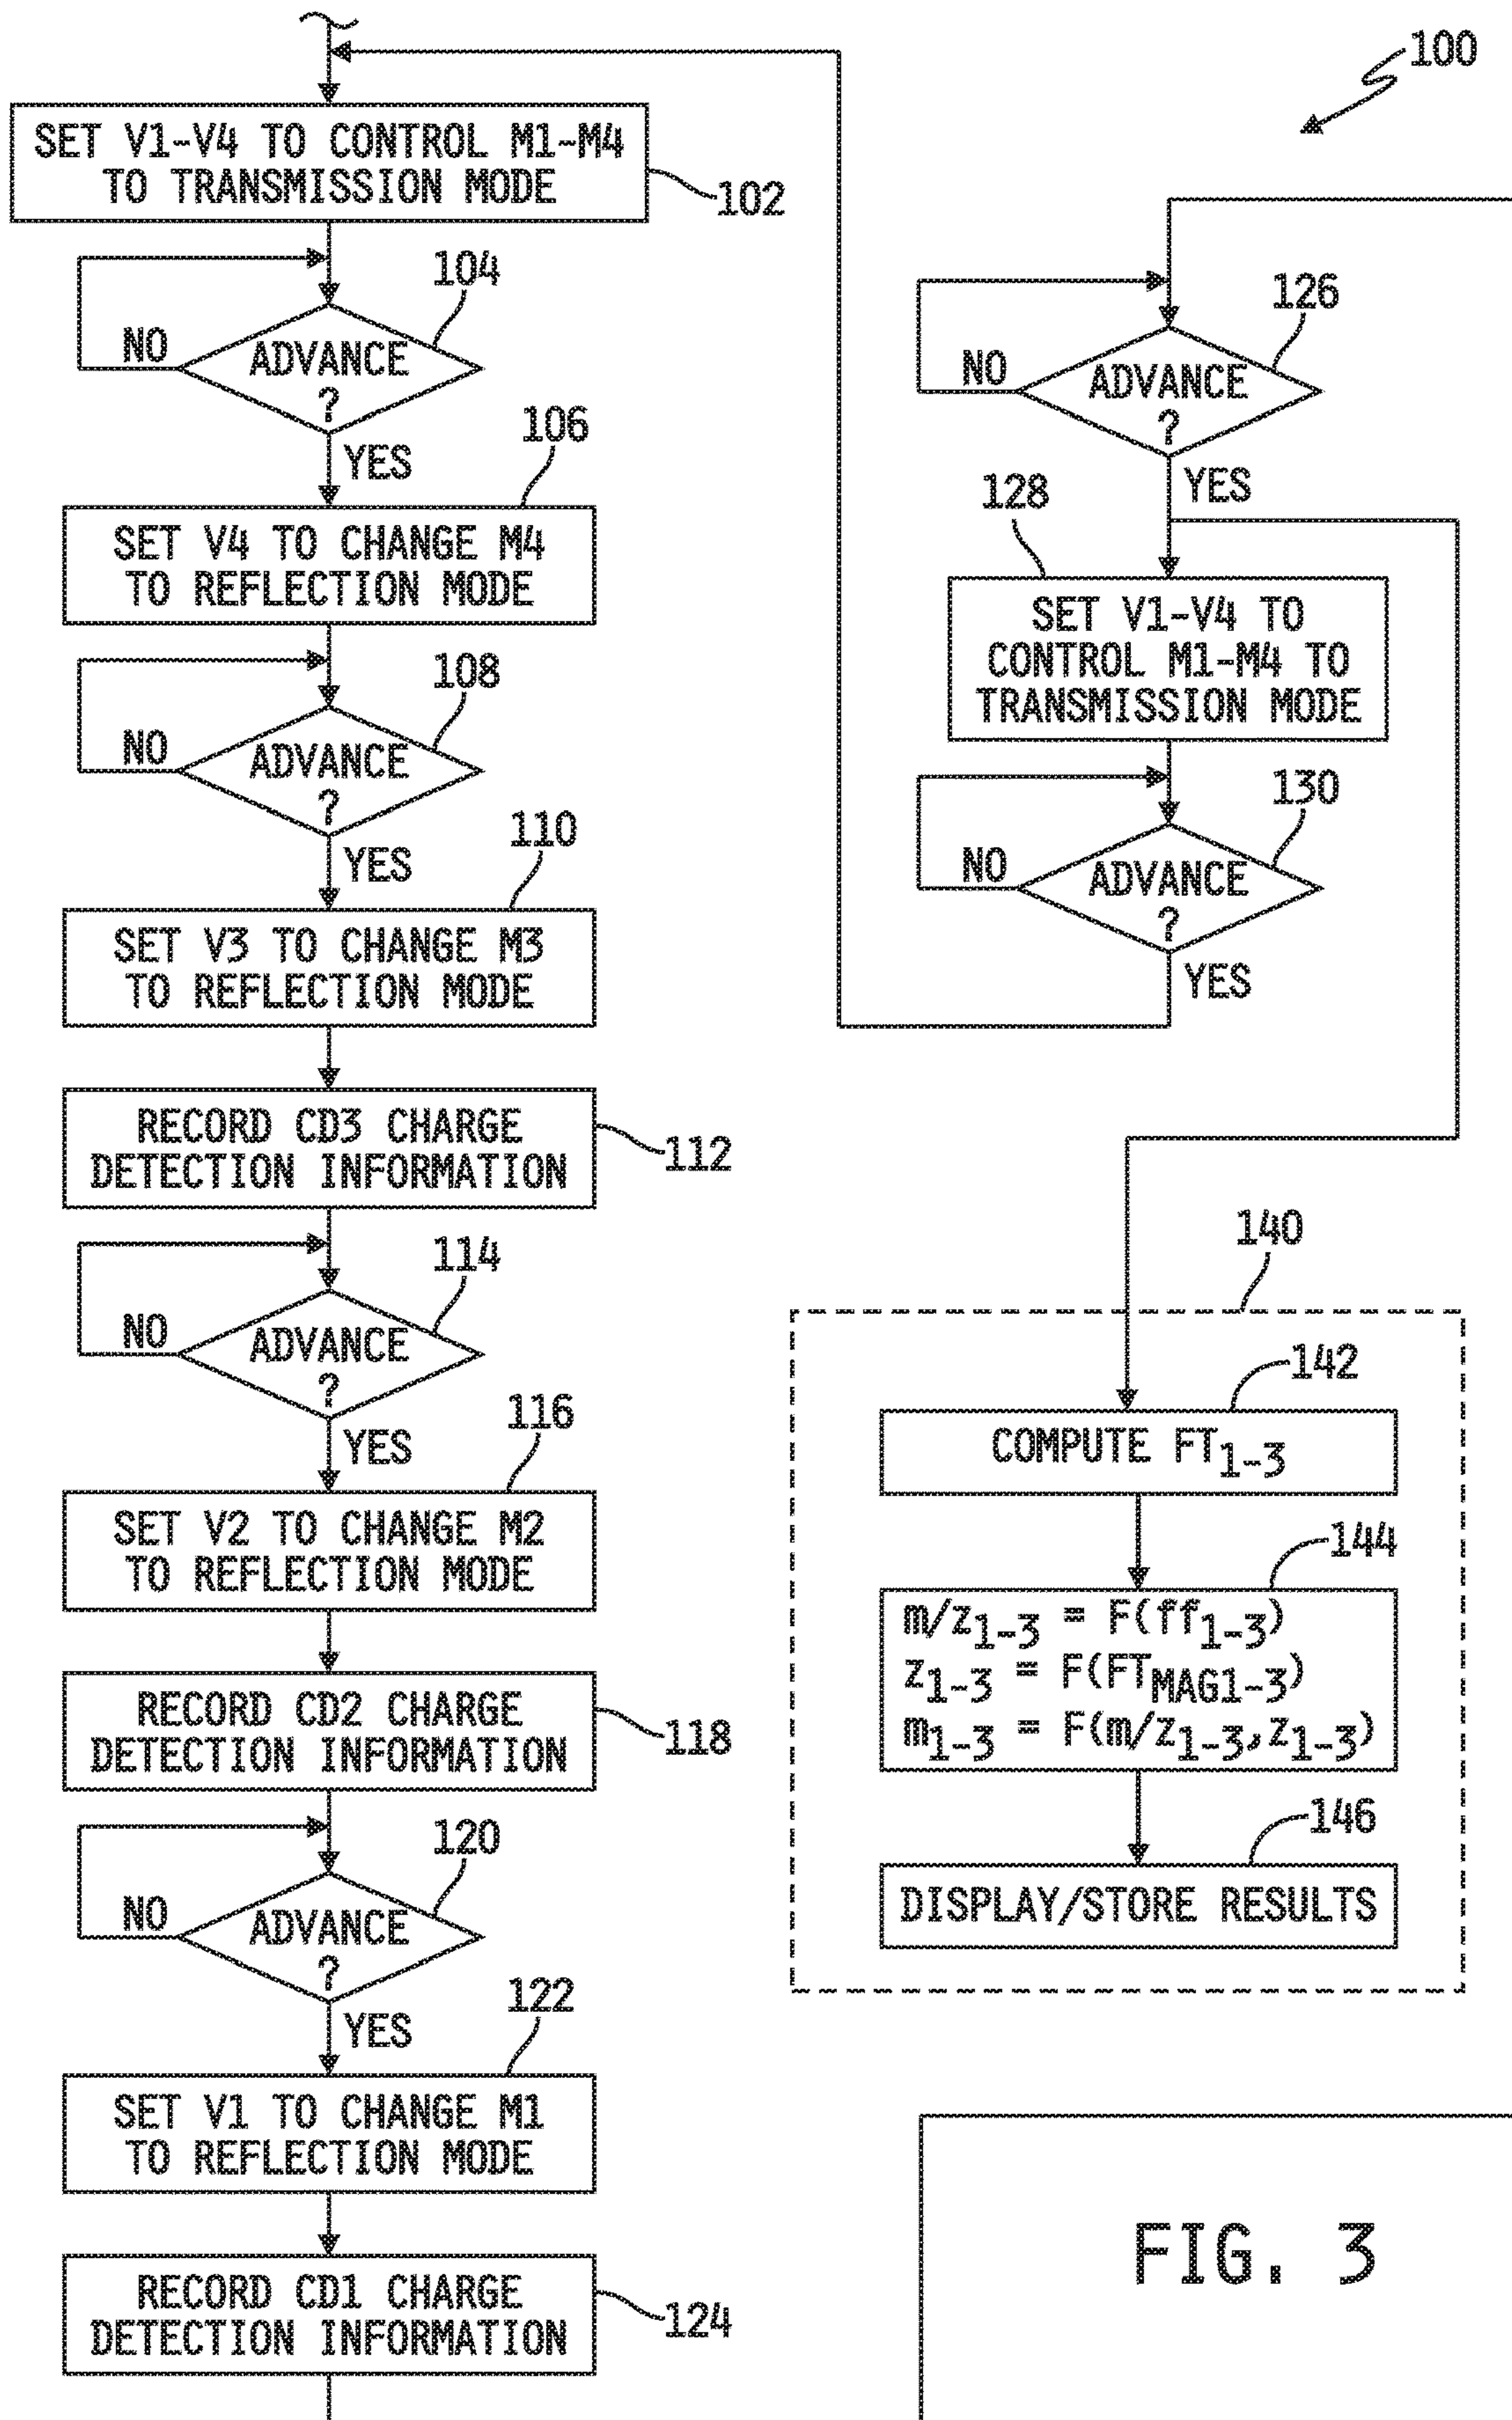 100
SET V1-V4 TO CONTROL M1-M4
TO TRANSMISSION MODE
102
104
NO
ADVANCE
?
YES
106
SET V4 TO CHANGE M4
TO REFLECTION MODE
108
NO
ADVANCE
?
YES
110
SET V3 TO CHANGE M3
TO REFLECTION MODE
RECORD CD3 CHARGE
DETECTION INFORMATION
112
114
NO
ADVANCE
?
YES
116
SET V2 TO CHANGE M2
TO REFLECTION MODE
RECORD CD2 CHARGE
DETECTION INFORMATION
118
120
NO
ADVANCE
?
YES
122
SET V1 TO CHANGE M1
TO REFLECTION MODE
RECORD CD1 CHARGE
DETECTION INFORMATION
124
126
NO
ADVANCE
?
YES
128
SET V1-V4 TO
CONTROL M1-M4 TO
TRANSMISSION MODE
130
NO
ADVANCE
?
YES
140
142
COMPUTE FT1-3
144
m/z1-3 = F(ff1-3)
z1-3 = F(FTMAG1-3)
m1-3 = F(m/z1-3,z1-3)
146
DISPLAY/STORE RESULTS
FIG. 3